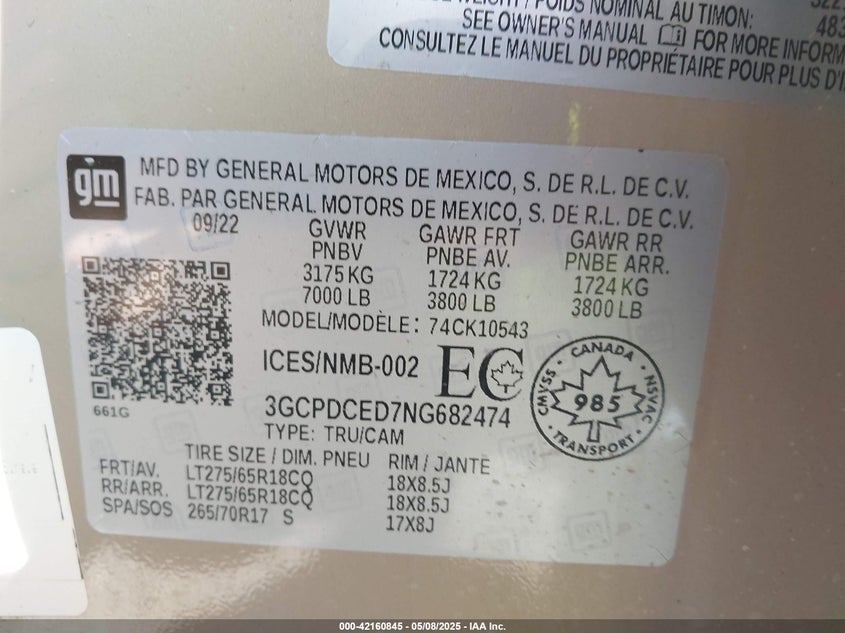 POIDS NOMINAL AU TIMON:
SEE OWNER'S MANUAL FOR MORE
CONSULTEZ LE MANUEL DU PROPRIÉTAIRE POUR PLUS
gm
MFD BY GENERAL MOTORS DE MEXICO, S. DE R.L. DE C.V.
FAB. PAR GENERAL MOTORS DE MEXICO, S. DE R.L. DE C.V.
09/22 GVWR GAWR FRT GAWR RR
PNBV PNBE AV. PNBE ARR.
3175 KG 1724 KG 1724 KG
7000 LB 3800 LB 3800 LB
MODEL/MODÈLE: 74CK10543
ICES/NMB-002 EC
661G
3GCPDCED7NG682474
TYPE: TRU/CAM
CANADA
CMVSS 985 NSVAC
TRANSPORT
TIRE SIZE / DIM. PNEU RIM / JANTE
FRT/AV. LT275/65R18CQ 18X8.5J
RR/ARR. LT275/65R18CQ 18X8.5J
SPA/SOS 265/70R17 S 17X8J
000-42160845 - 05/08/2025 - IAA Inc.